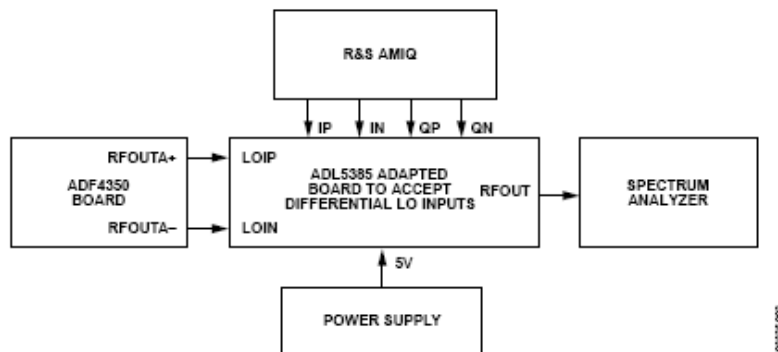 R&S AMIQ
IP IN QP QN
RFOUTA+
ADF4350
BOARD
RFOUTA–
LOIP
LOIN
ADL5385 ADAPTED
BOARD TO ACCEPT
DIFFERENTIAL LO INPUTS
RFOUT
SPECTRUM
ANALYZER
5V
POWER SUPPLY